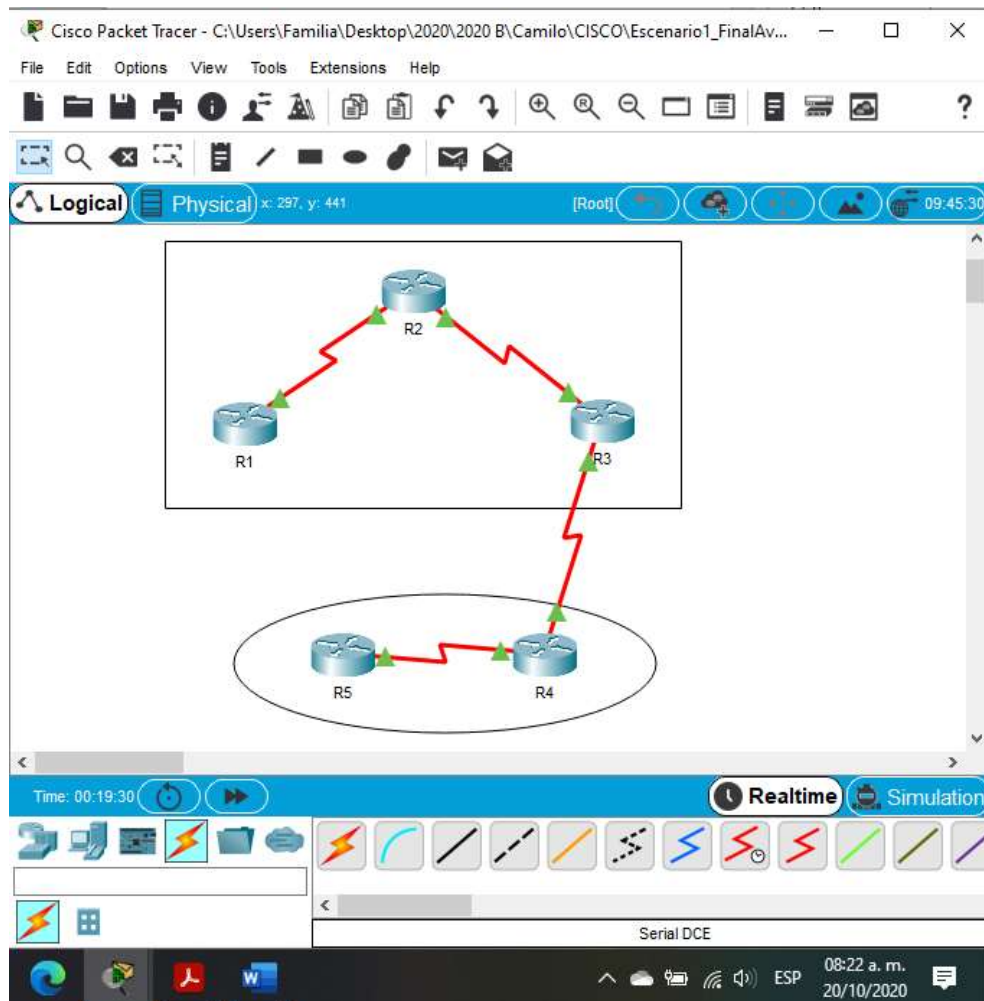 Cisco Packet Tracer - C:\Users\Familia\Desktop\2020\2020 B\Camilo\CISCO\Escenario1_FinalAv...
File Edit Options View Tools Extensions Help
Logical Physical x: 297, y: 441 [Root] 09:45:30
R2
R1
R3
R5 R4
Time: 00:19:30 Realtime Simulation
Serial DCE
ESP 08:22 a. m.
20/10/2020